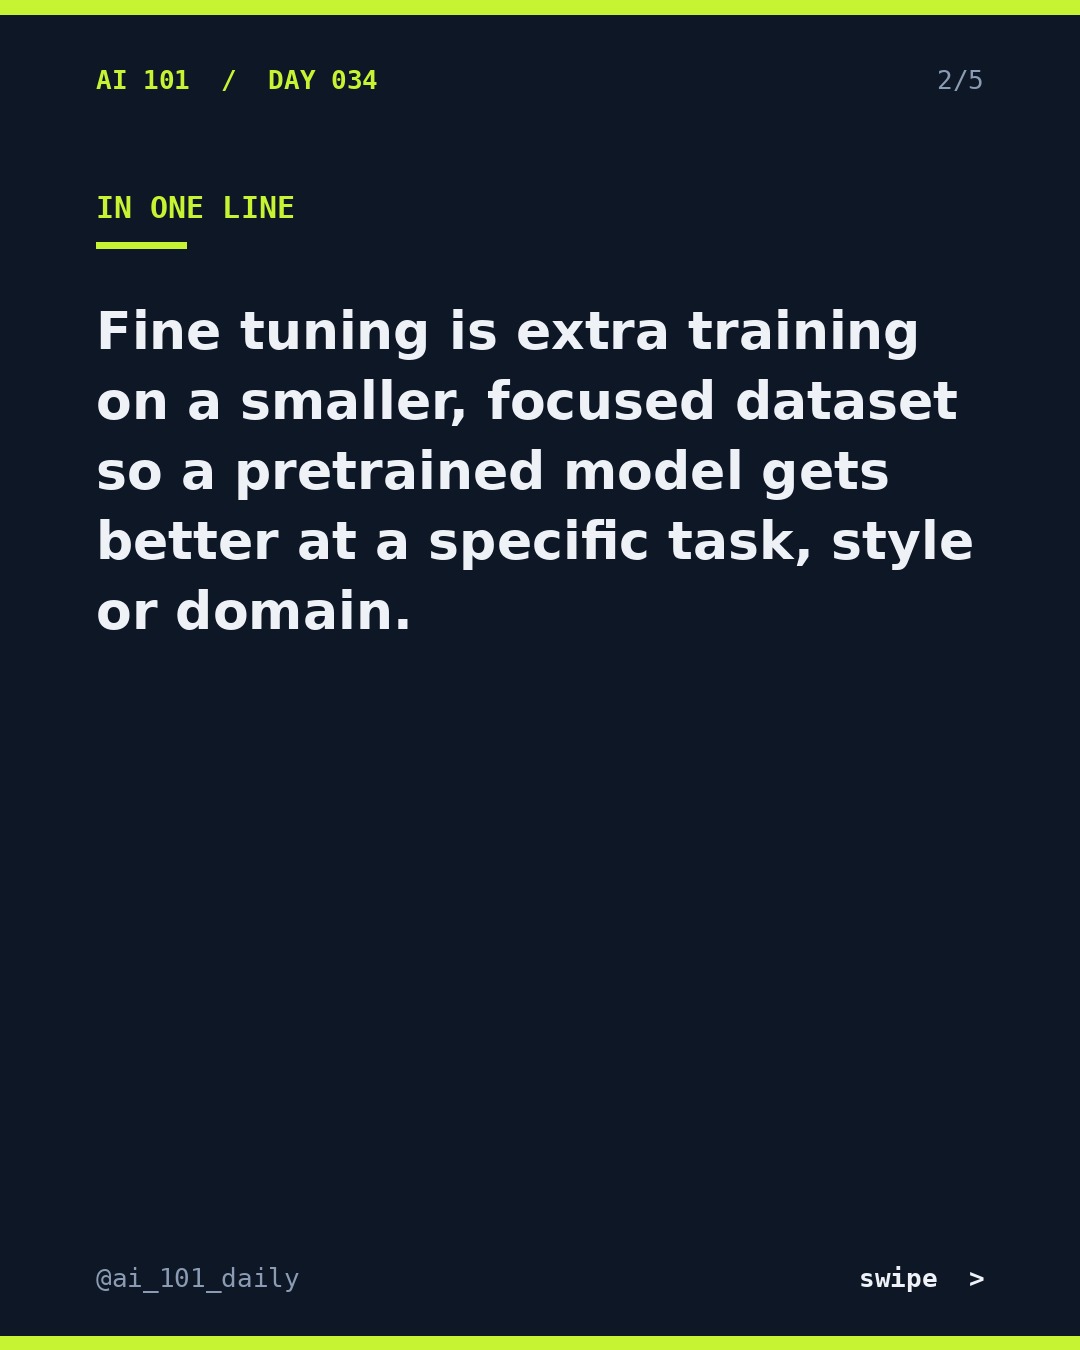 AI 101 / DAY 034
2/5
IN ONE LINE
Fine tuning is extra training
on a smaller, focused dataset
so a pretrained model gets
better at a specific task, style
or domain.
@ai_101_daily
swipe >